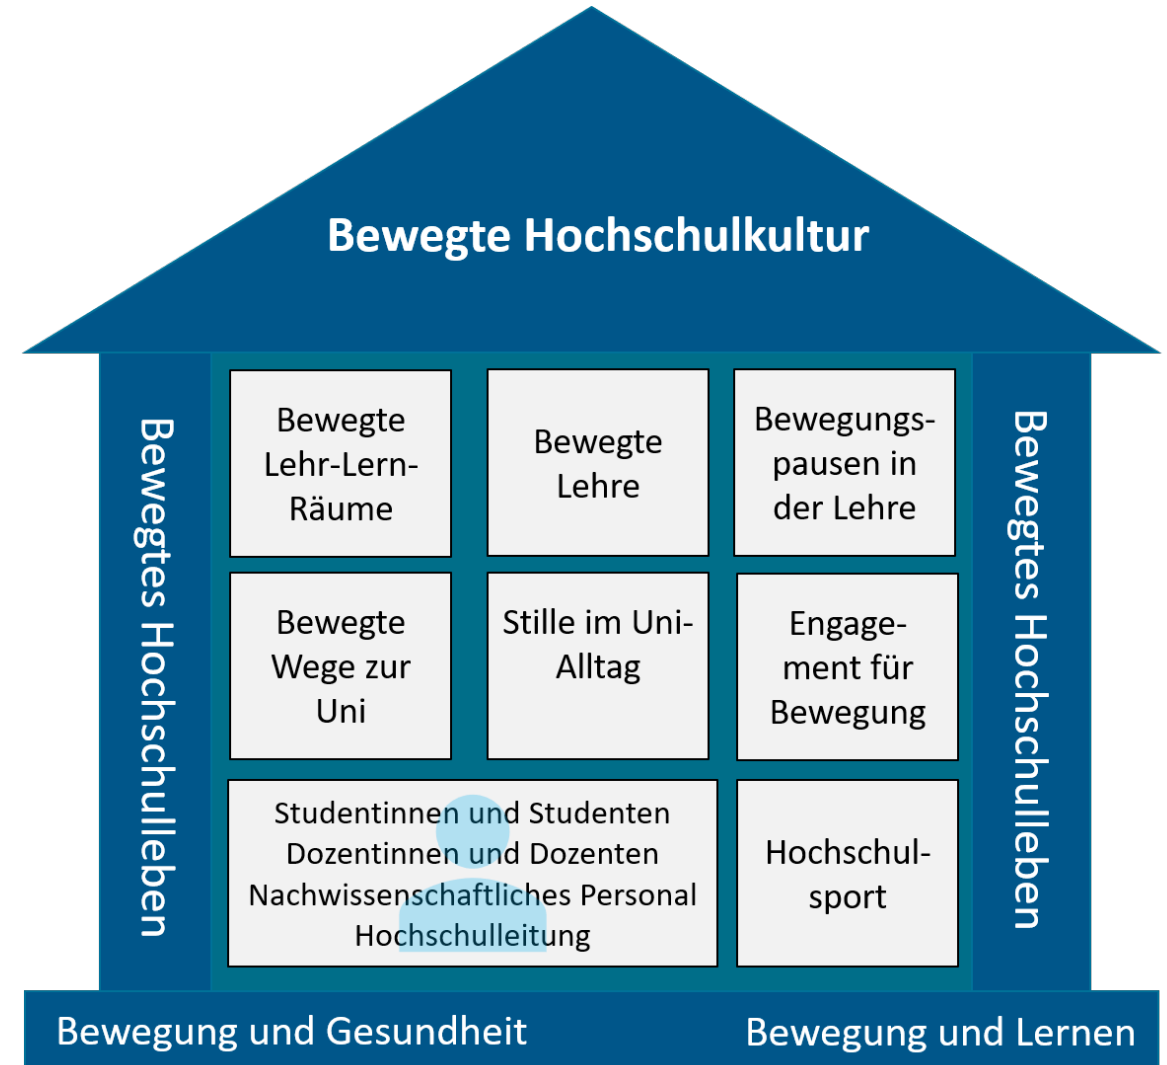 Bewegte Hochschulkultur
Bewegtes Hochschulleben
Bewegte
Lehr-Lern-
Räume
Bewegte
Lehre
Bewegungs-
pausen in
der Lehre
Bewegte
Wege zur
Uni
Stille im Uni-
Alltag
Engage-
ment für
Bewegung
Studentinnen und Studenten
Dozentinnen und Dozenten
Nachwissenschaftliches Personal
Hochschulleitung
Hochschul-
sport
Bewegtes Hochschulleben
Bewegung und Gesundheit
Bewegung und Lernen